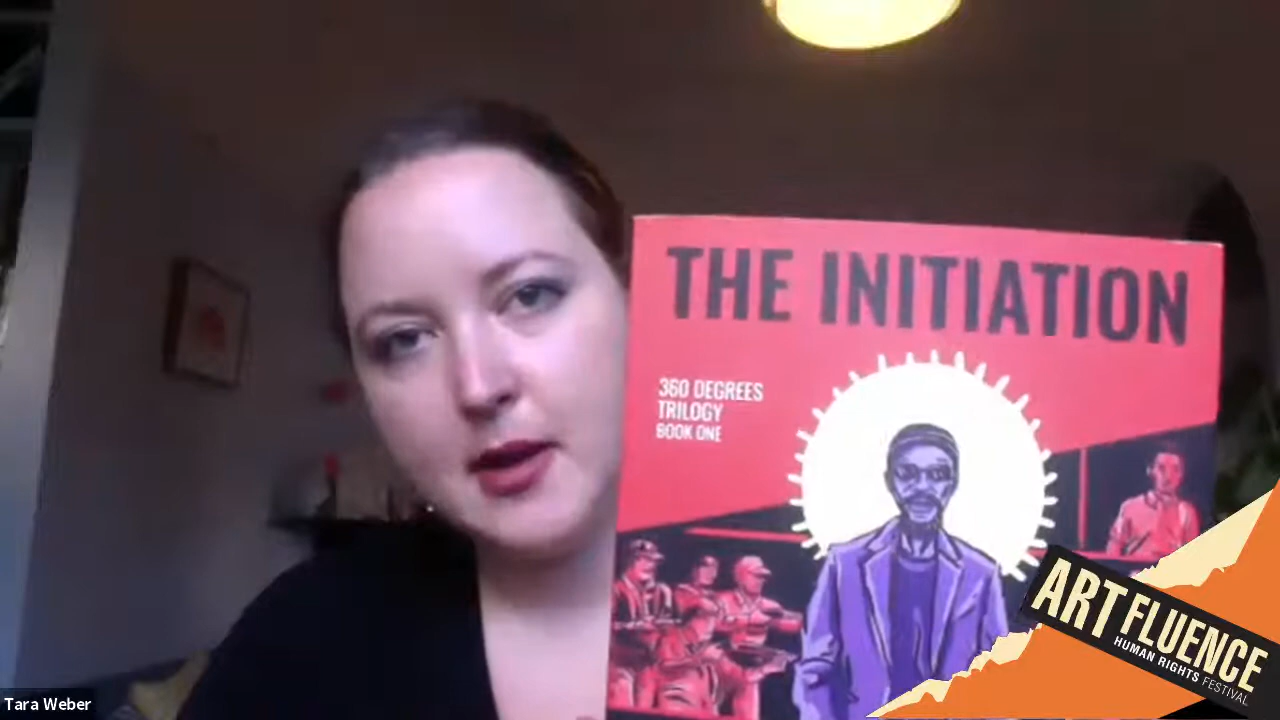 THE INITIATION
360 DEGREES
TRILOGY
BOOK ONE
ART FLUENCE
HUMAN RIGHTS FESTIVAL
Tara Weber